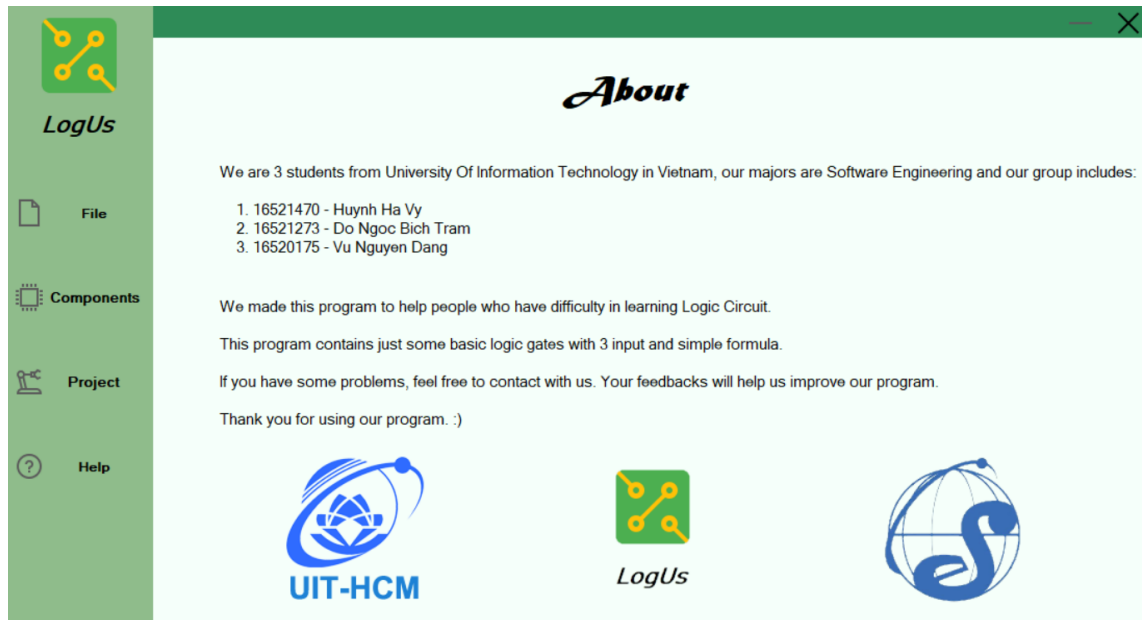 LogUs
File
Components
Project
Help
About
We are 3 students from University Of Information Technology in Vietnam, our majors are Software Engineering and our group includes:
1. 16521470 - Huynh Ha Vy
2. 16521273 - Do Ngoc Bich Tram
3. 16520175 - Vu Nguyen Dang
We made this program to help people who have difficulty in learning Logic Circuit.
This program contains just some basic logic gates with 3 input and simple formula.
If you have some problems, feel free to contact with us. Your feedbacks will help us improve our program.
Thank you for using our program. :)
UIT-HCM
LogUs